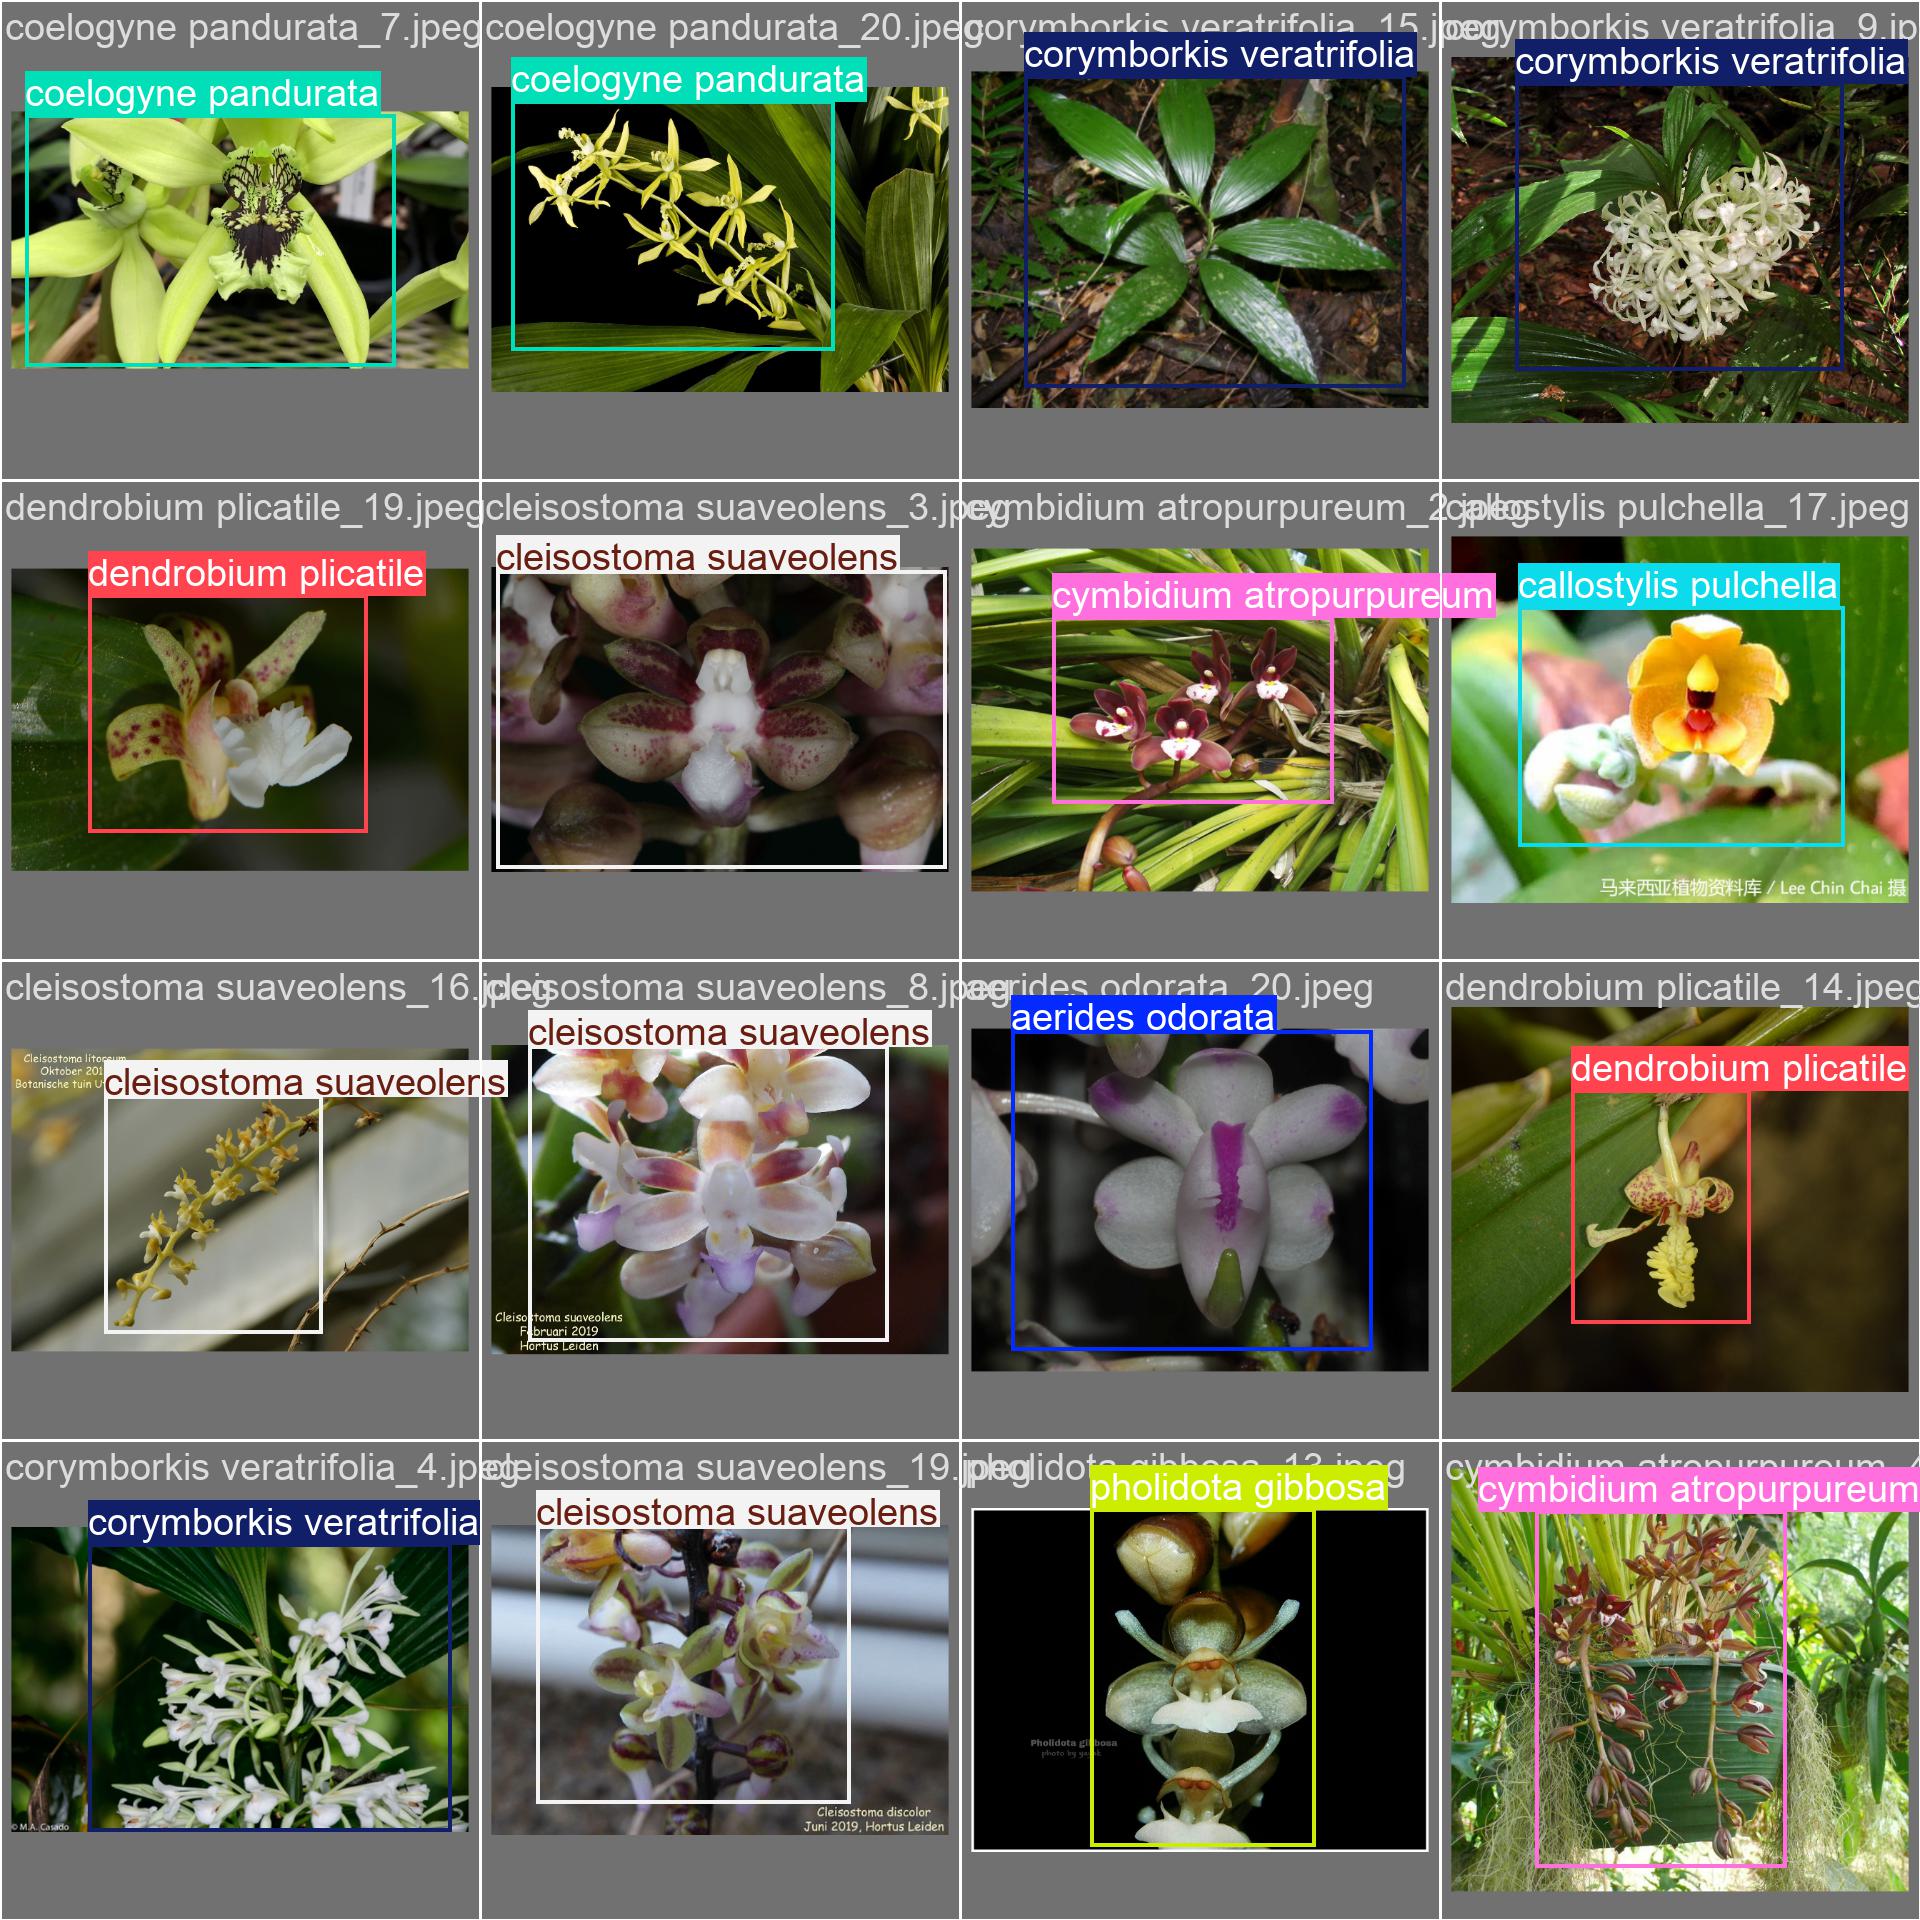 coelogyne pandurata_7.jpeg
coelogyne pandurata
coelogyne pandurata_20.jpeg
coelogyne pandurata
corymborkis veratrifolia_15.jpeg
corymborkis veratrifolia
corymborkis veratrifolia_9.jp
corymborkis veratrifolia
dendrobium plicatile_19.jpeg
dendrobium plicatile
cleisostoma suaveolens_3.jpeg
cleisostoma suaveolens
cymbidium atropurpureum_2.jpeg
cymbidium atropurpureum
callostylis pulchella_17.jpeg
callostylis pulchella
马来西亚植物资料库 / Lee Chin Chai 摄
cleisostoma suaveolens_16.jpeg
Cleisostoma litoreum
Oktober 201
Botanische tuin U
cleisostoma suaveolens
cleisostoma suaveolens_8.jpeg
cleisostoma suaveolens
Cleisostoma suaveolens
Februari 2019
Hortus Leiden
aerides odorata_20.jpeg
aerides odorata
dendrobium plicatile_14.jpeg
dendrobium plicatile
corymborkis veratrifolia_4.jpeg
corymborkis veratrifolia
© M.A. Casado
cleisostoma suaveolens_19.jpeg
cleisostoma suaveolens
Cleisostoma discolor
Juni 2019, Hortus Leiden
pholidota gibbosa_13.jpeg
pholidota gibbosa
Pholidota gibbosa
photo by
cymbidium atropurpureum_4
cymbidium atropurpureum